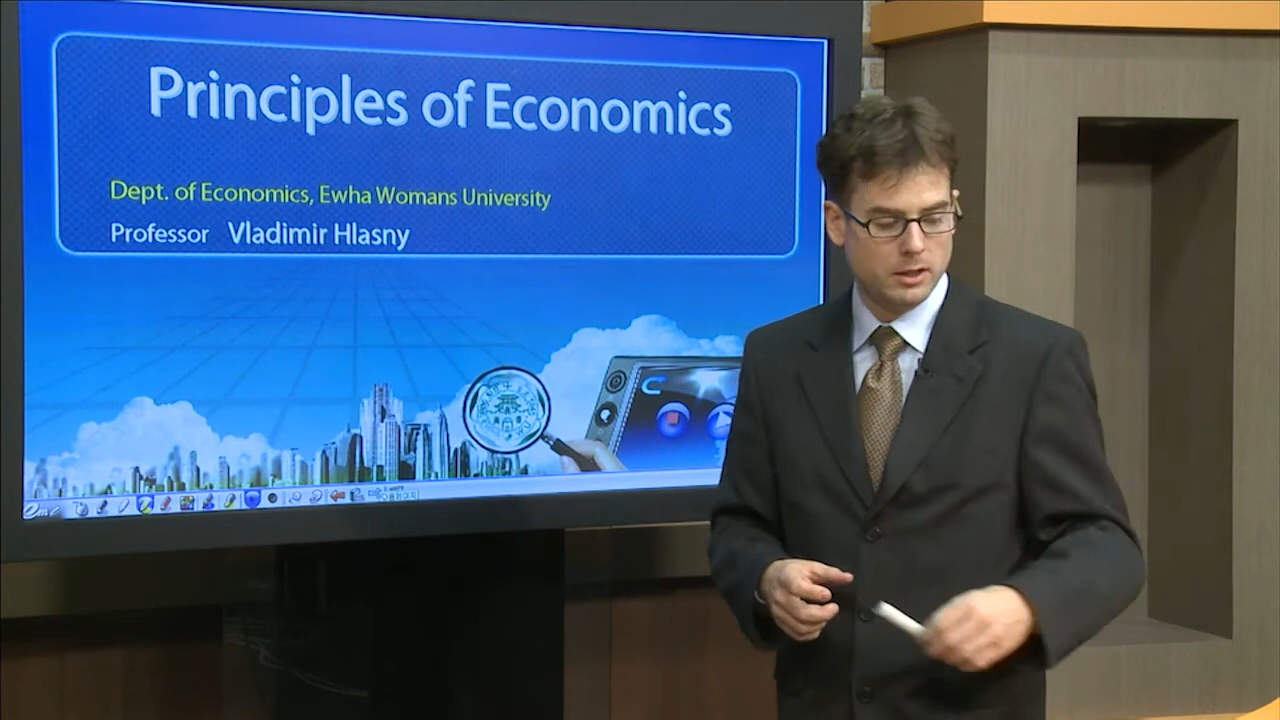 Principles of Economics
Dept. of Economics, Ewha Womans University
Professor Vladimir Hlasny